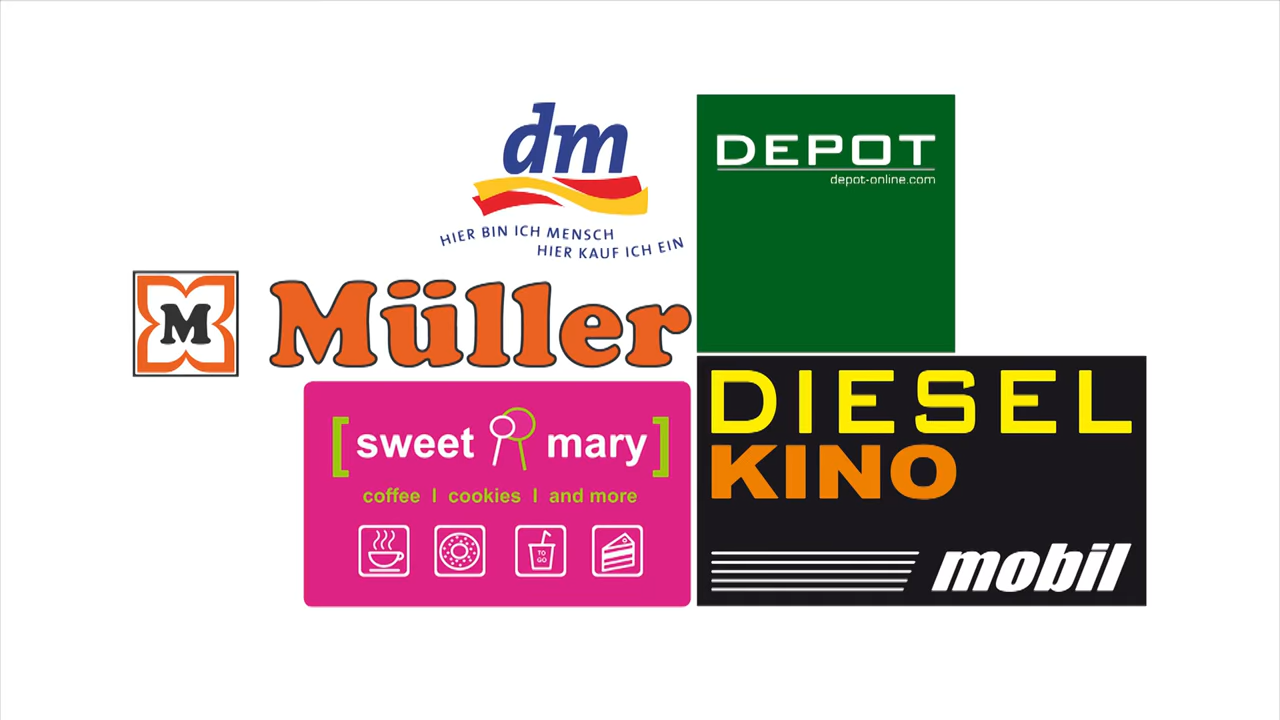 dm
HIER BIN ICH MENSCH
HIER KAUF ICH EIN
DEPOT
depot-online.com
M Müller
[sweet mary]
coffee | cookies | and more
TO
GO
DIESEL
KINO
mobil